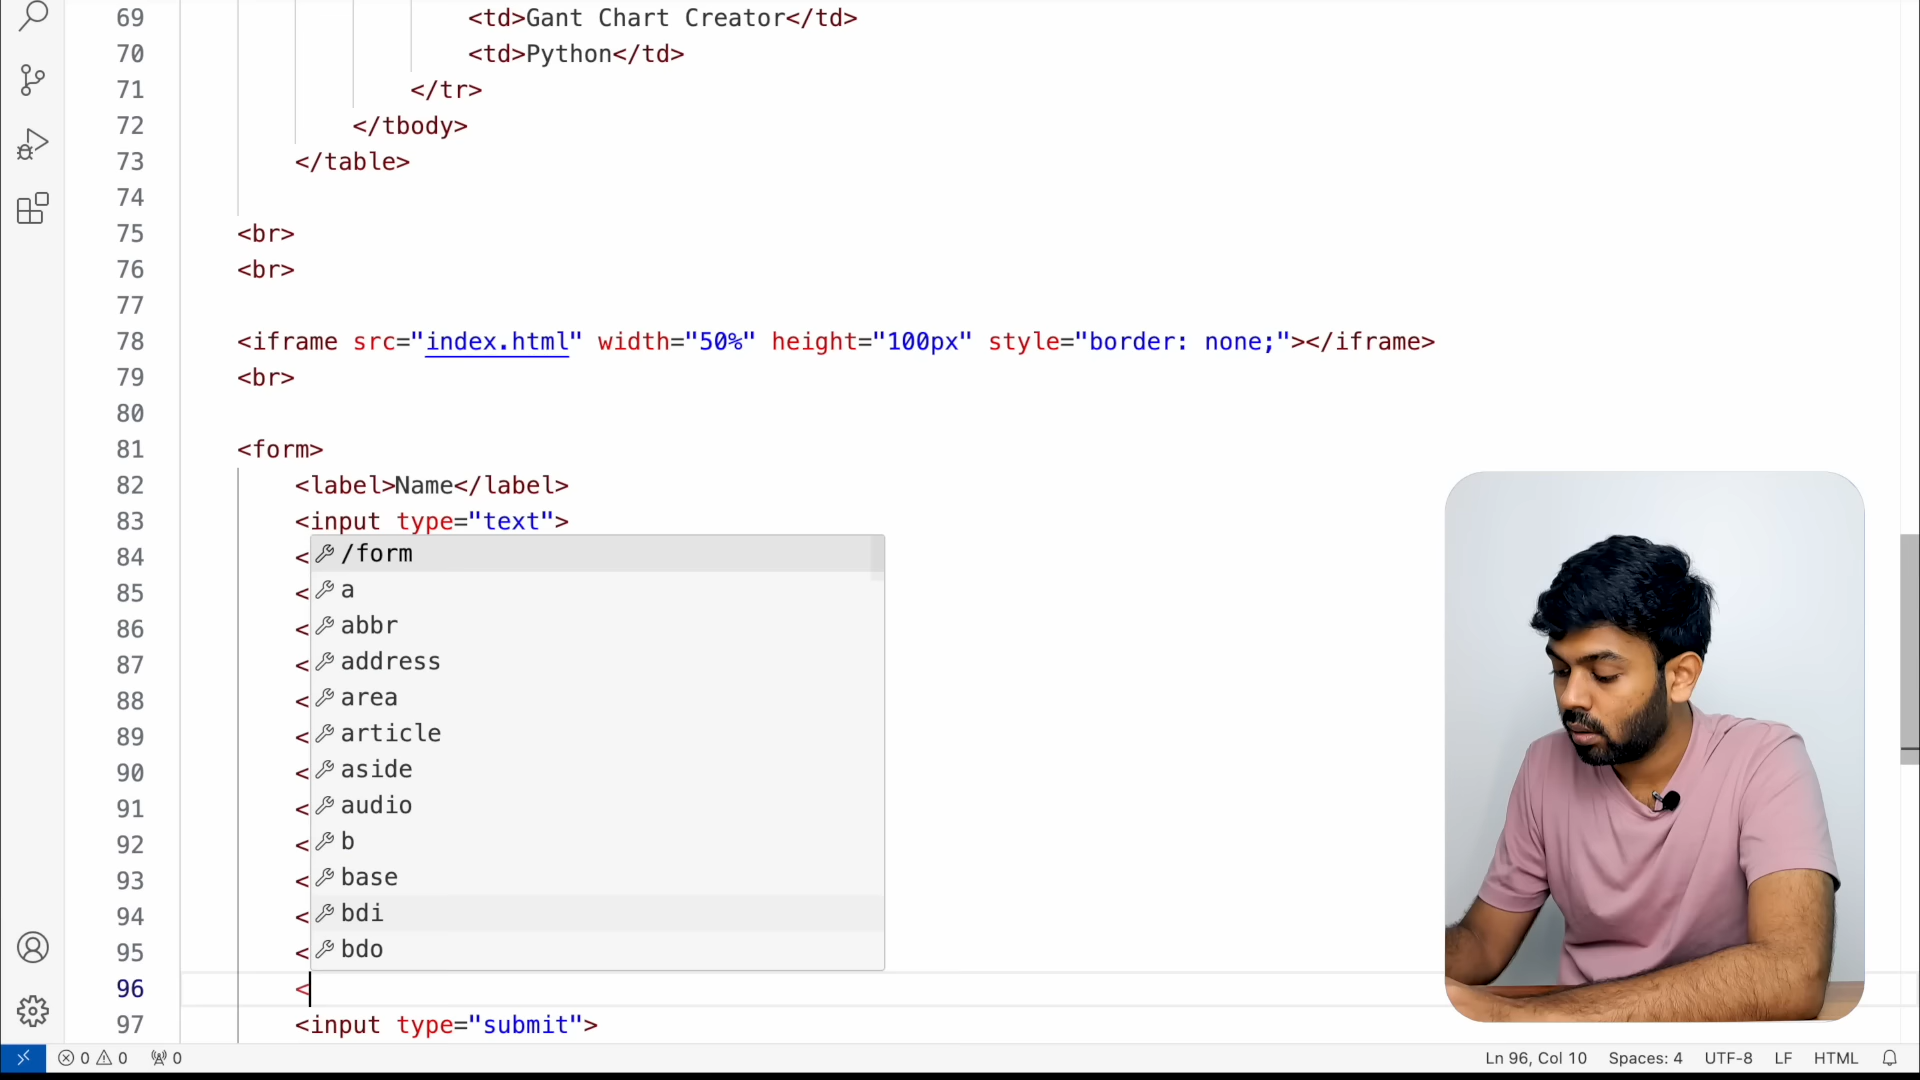 69 <td>Gant Chart Creator</td>
70 <td>Python</td>
71 </tr>
72 </tbody>
73 </table>
74
75 <br>
76 <br>
77
78 <iframe src="index.html" width="50%" height="100px" style="border: none;"></iframe>
79 <br>
80
81 <form>
82 <label>Name</label>
83 <input type="text">
84 < /form
85 < a
86 < abbr
87 < address
88 < area
89 < article
90 < aside
91 < audio
92 < b
93 < base
94 < bdi
95 < bdo
96 <
97 <input type="submit">
0 0 0 Ln 96, Col 10 Spaces: 4 UTF-8 LF HTML